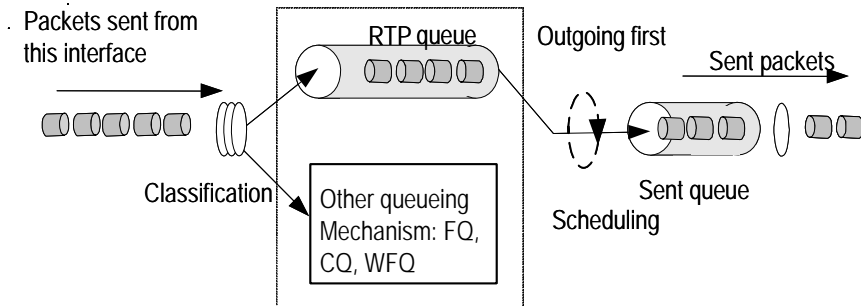 Packets sent from
this interface
RTP queue
Outgoing first
Sent packets
Classification
Other queueing
Mechanism: FQ,
CQ, WFQ
Sent queue
Scheduling